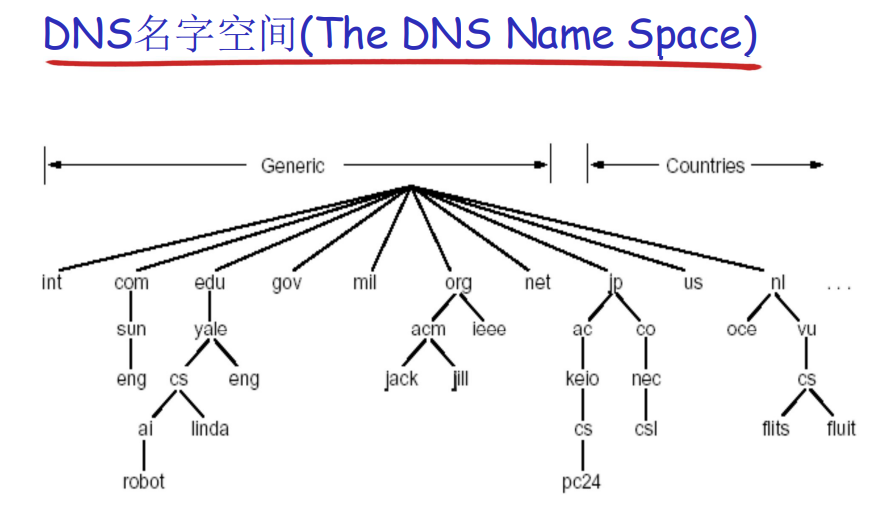 DNS名字空间(The DNS Name Space)
Generic Countries
int com edu gov mil org net jp us nl ...
sun yale acm ieee ac co oce vu
eng cs eng jack jill keio nec cs
ai linda cs csl flits fluit
robot pc24